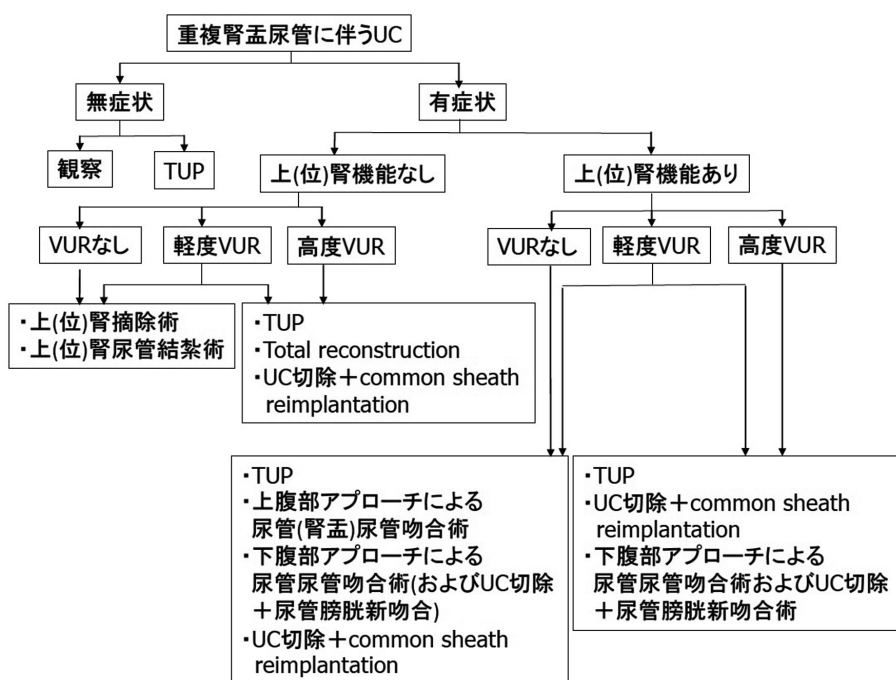 重複腎盂尿管に伴うUC
無症状
有症状
観察
TUP
上(位)腎機能なし
上(位)腎機能あり
VURなし
軽度VUR
高度VUR
VURなし
軽度VUR
高度VUR
・上(位)腎摘除術
・上(位)腎尿管結紮術
・TUP
・Total reconstruction
・UC切除＋common sheath
reimplantation
・TUP
・上腹部アプローチによる
尿管(腎盂)尿管吻合術
・下腹部アプローチによる
尿管尿管吻合術(およびUC切除
＋尿管膀胱新吻合)
・UC切除＋common sheath
reimplantation
・TUP
・UC切除＋common sheath
reimplantation
・下腹部アプローチによる
尿管尿管吻合術およびUC切除
＋尿管膀胱新吻合術